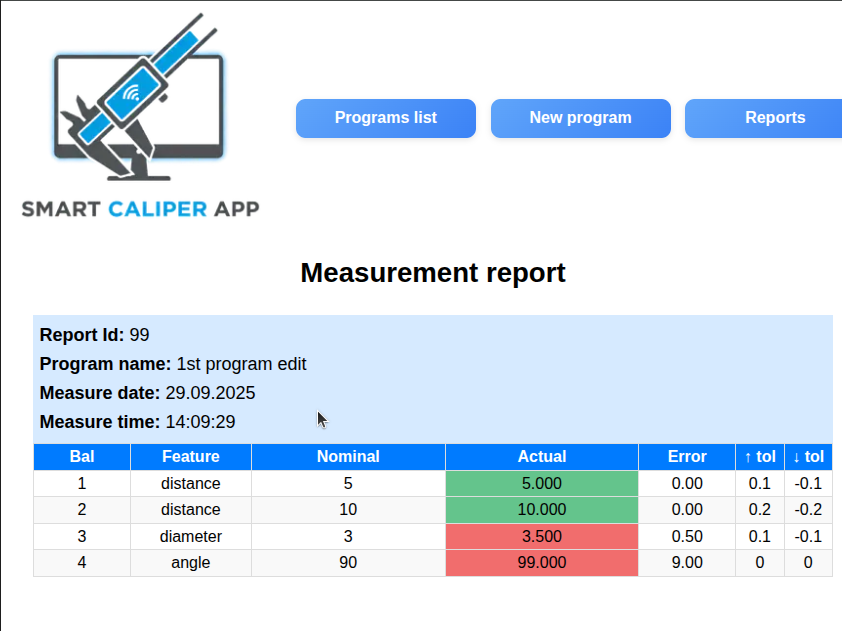 SMART CALIPER APP
Programs list New program Reports
Measurement report
Report Id: 99
Program name: 1st program edit
Measure date: 29.09.2025
Measure time: 14:09:29
Bal Feature Nominal Actual Error ↑ tol ↓ tol
1 distance 5 5.000 0.00 0.1 -0.1
2 distance 10 10.000 0.00 0.2 -0.2
3 diameter 3 3.500 0.50 0.1 -0.1
4 angle 90 99.000 9.00 0 0